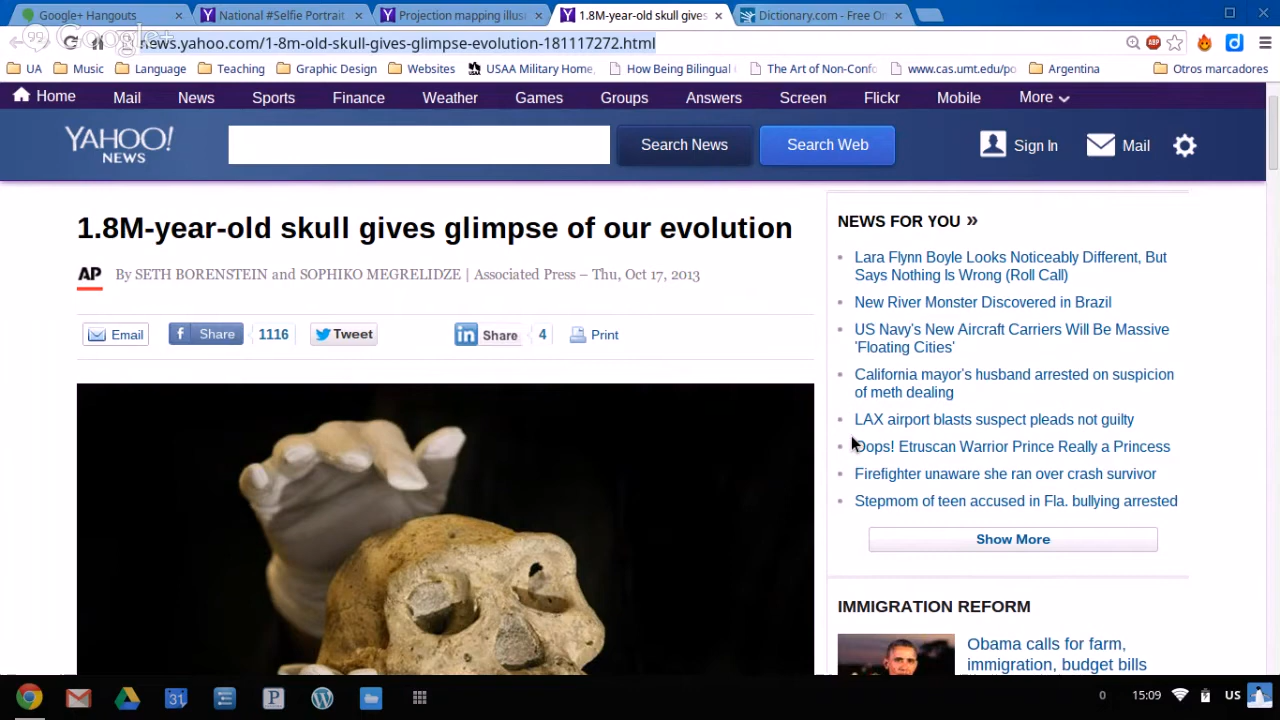 Google+ Hangouts
National #Selfie Portrait
Projection mapping illus
1.8M-year-old skull gives
Dictionary.com - Free On
Google+
news.yahoo.com/1-8m-old-skull-gives-glimpse-evolution-181117272.html
ABP
UA
Music
Language
Teaching
Graphic Design
Websites
USAA Military Home,
How Being Bilingual
The Art of Non-Confo
www.cas.umt.edu/po
Argentina
Otros marcadores
Home
Mail
News
Sports
Finance
Weather
Games
Groups
Answers
Screen
Flickr
Mobile
More
YAHOO!
NEWS
Search News
Search Web
Sign In
Mail
1.8M-year-old skull gives glimpse of our evolution
AP
By SETH BORENSTEIN and SOPHIKO MEGRELIDZE | Associated Press – Thu, Oct 17, 2013
Email
Share
1116
Tweet
Share
4
Print
NEWS FOR YOU »
Lara Flynn Boyle Looks Noticeably Different, But
Says Nothing Is Wrong (Roll Call)
New River Monster Discovered in Brazil
US Navy's New Aircraft Carriers Will Be Massive
'Floating Cities'
California mayor's husband arrested on suspicion
of meth dealing
LAX airport blasts suspect pleads not guilty
Oops! Etruscan Warrior Prince Really a Princess
Firefighter unaware she ran over crash survivor
Stepmom of teen accused in Fla. bullying arrested
Show More
IMMIGRATION REFORM
Obama calls for farm,
immigration, budget bills
31
0
15:09
US